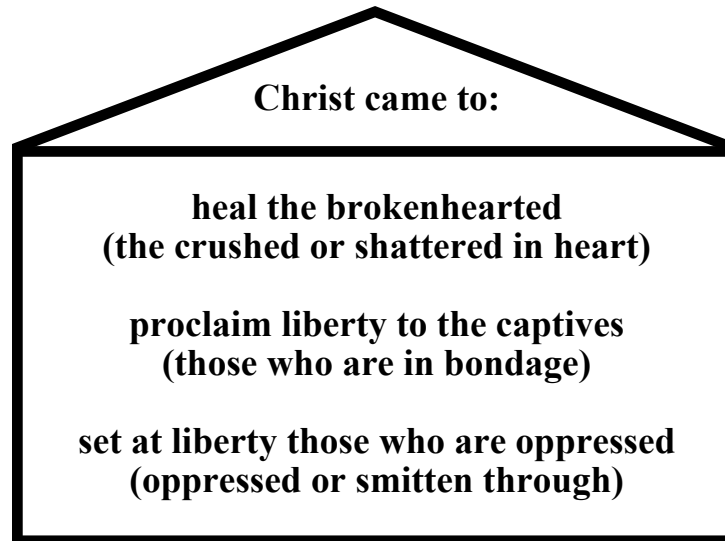 Christ came to:
heal the brokenhearted
(the crushed or shattered in heart)
proclaim liberty to the captives
(those who are in bondage)
set at liberty those who are oppressed
(oppressed or smitten through)